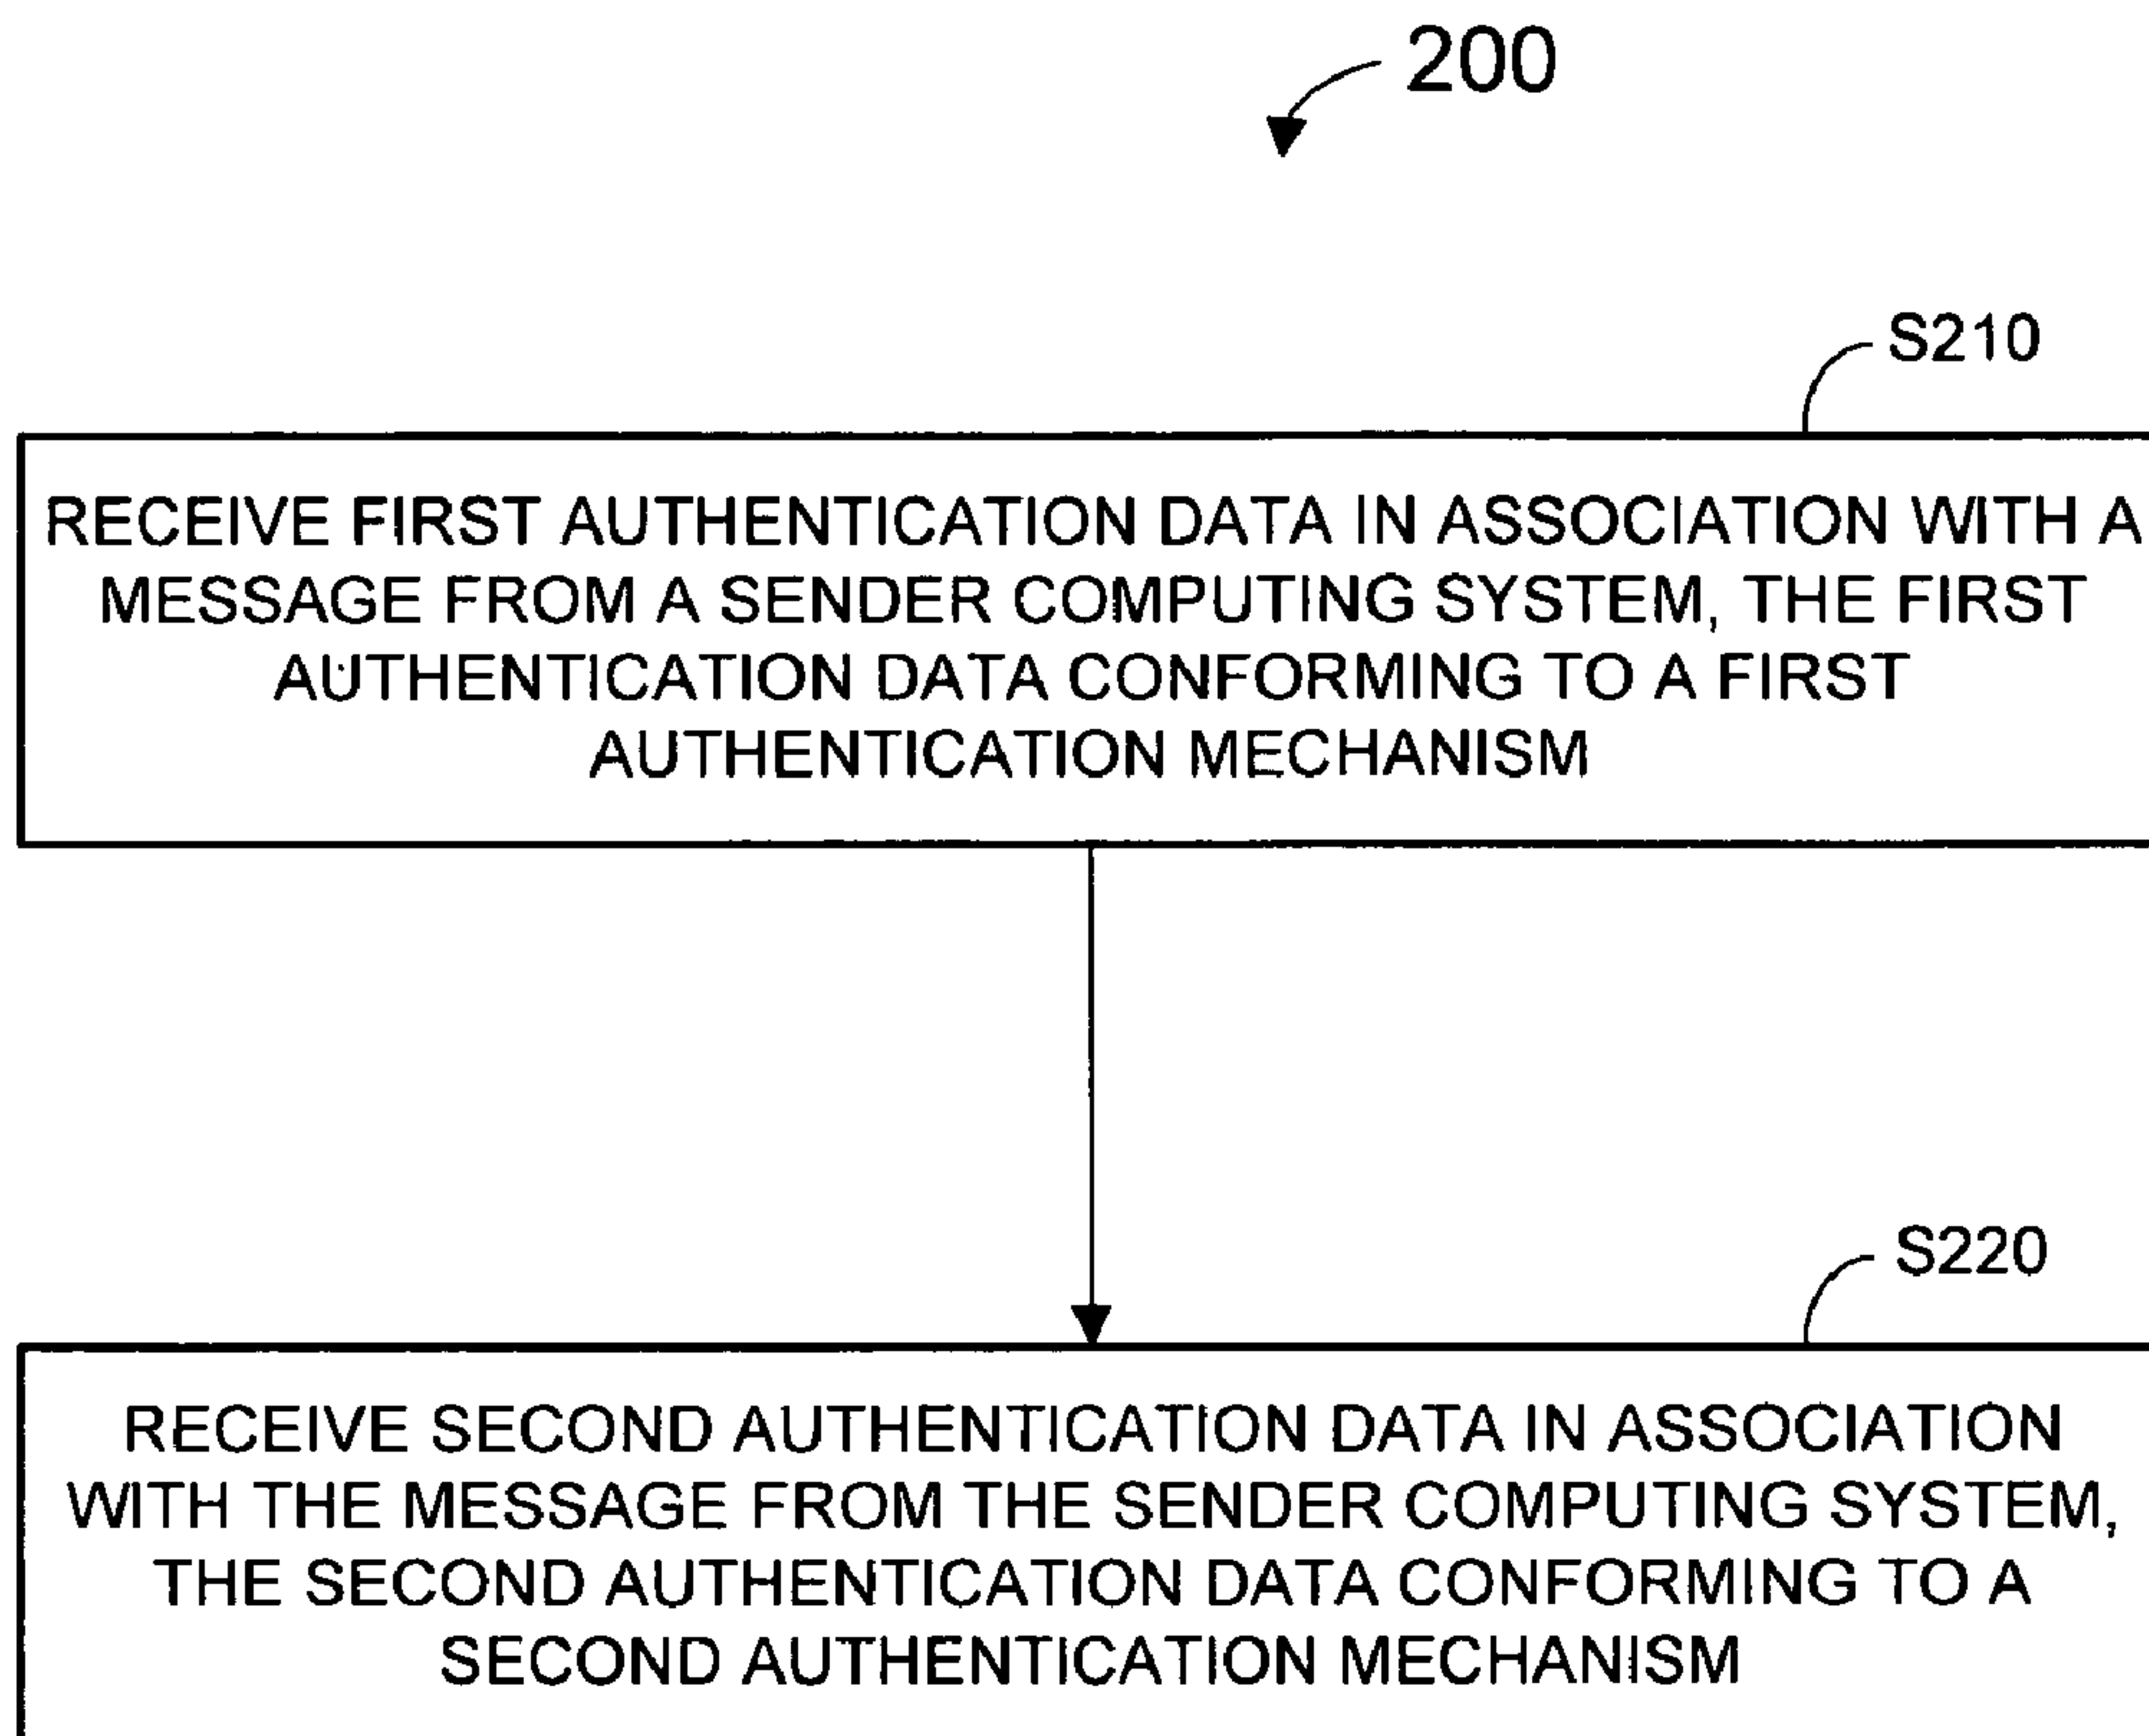 200
S210
RECEIVE FIRST AUTHENTICATION DATA IN ASSOCIATION WITH A
MESSAGE FROM A SENDER COMPUTING SYSTEM, THE FIRST
AUTHENTICATION DATA CONFORMING TO A FIRST
AUTHENTICATION MECHANISM
S220
RECEIVE SECOND AUTHENTICATION DATA IN ASSOCIATION
WITH THE MESSAGE FROM THE SENDER COMPUTING SYSTEM,
THE SECOND AUTHENTICATION DATA CONFORMING TO A
SECOND AUTHENTICATION MECHANISM